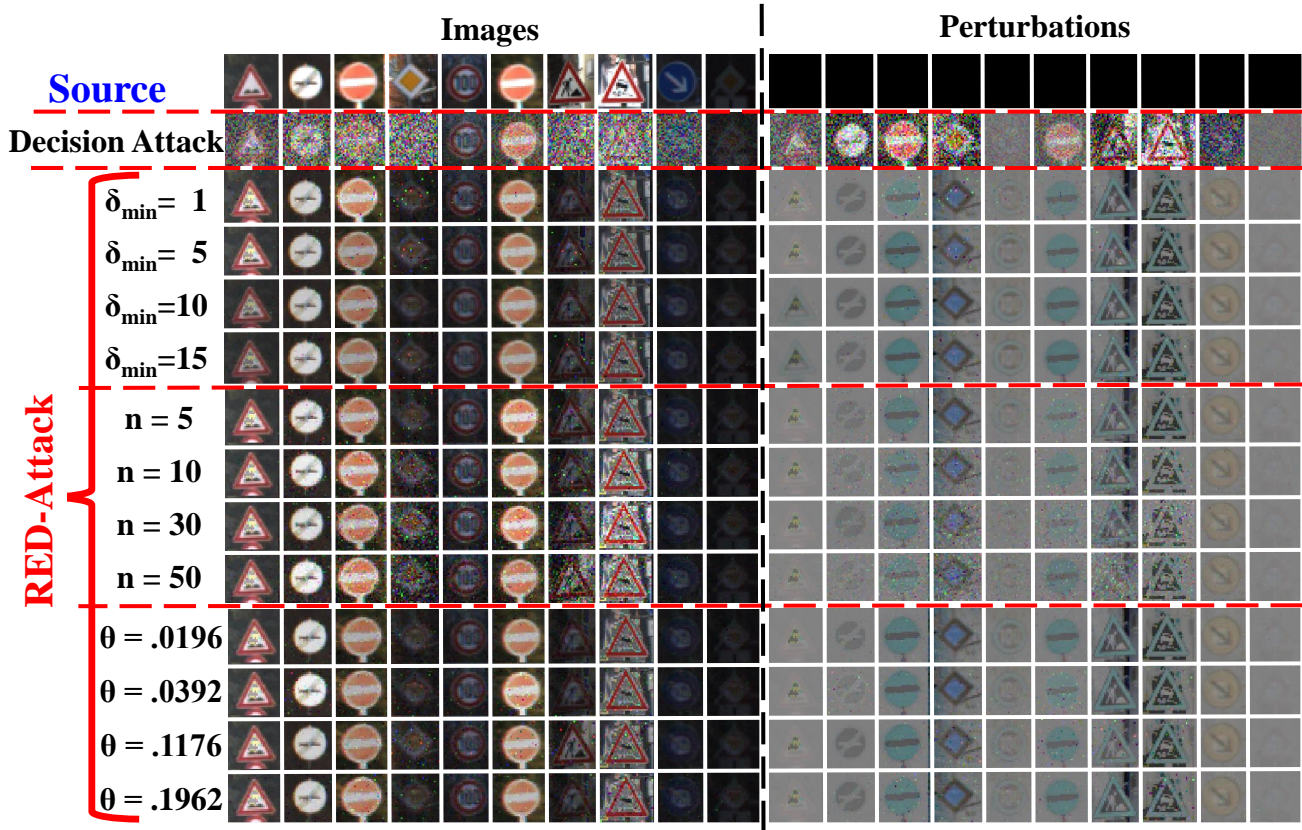 Images
Perturbations
Source
Decision Attack
RED-Attack
δmin= 1
δmin= 5
δmin=10
δmin=15
n = 5
n = 10
n = 30
n = 50
θ = .0196
θ = .0392
θ = .1176
θ = .1962